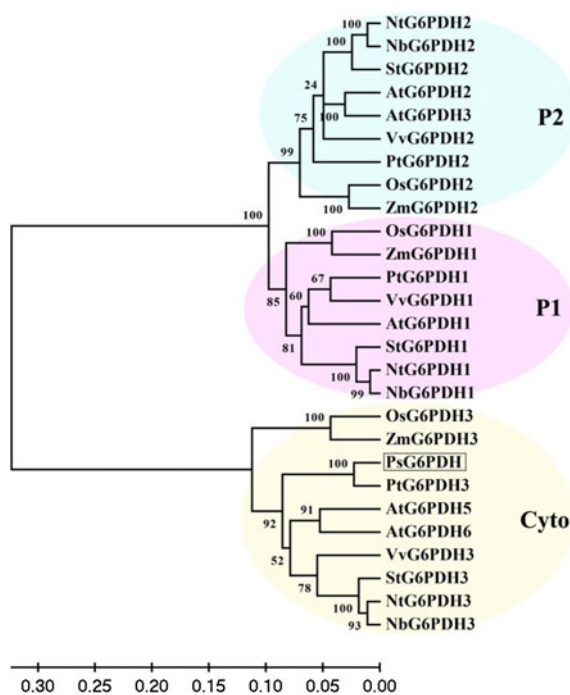 100 NtG6PDH2
NbG6PDH2
100 StG6PDH2
24 AtG6PDH2
100 AtG6PDH3
75 VvG6PDH2
P2
99 PtG6PDH2
OsG6PDH2
100 ZmG6PDH2
100
100 OsG6PDH1
ZmG6PDH1
67 PtG6PDH1
85 60 VvG6PDH1
P1
AtG6PDH1
81 StG6PDH1
100 NtG6PDH1
99 NbG6PDH1
100 OsG6PDH3
ZmG6PDH3
100 PsG6PDH
PtG6PDH3
91 AtG6PDH5
92 AtG6PDH6
Cyto
52 VvG6PDH3
78 StG6PDH3
100 NtG6PDH3
93 NbG6PDH3
0.30 0.25 0.20 0.15 0.10 0.05 0.00